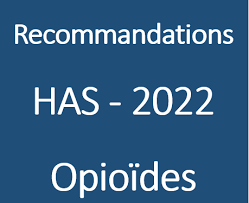 Recommandations
HAS - 2022
Opioïdes